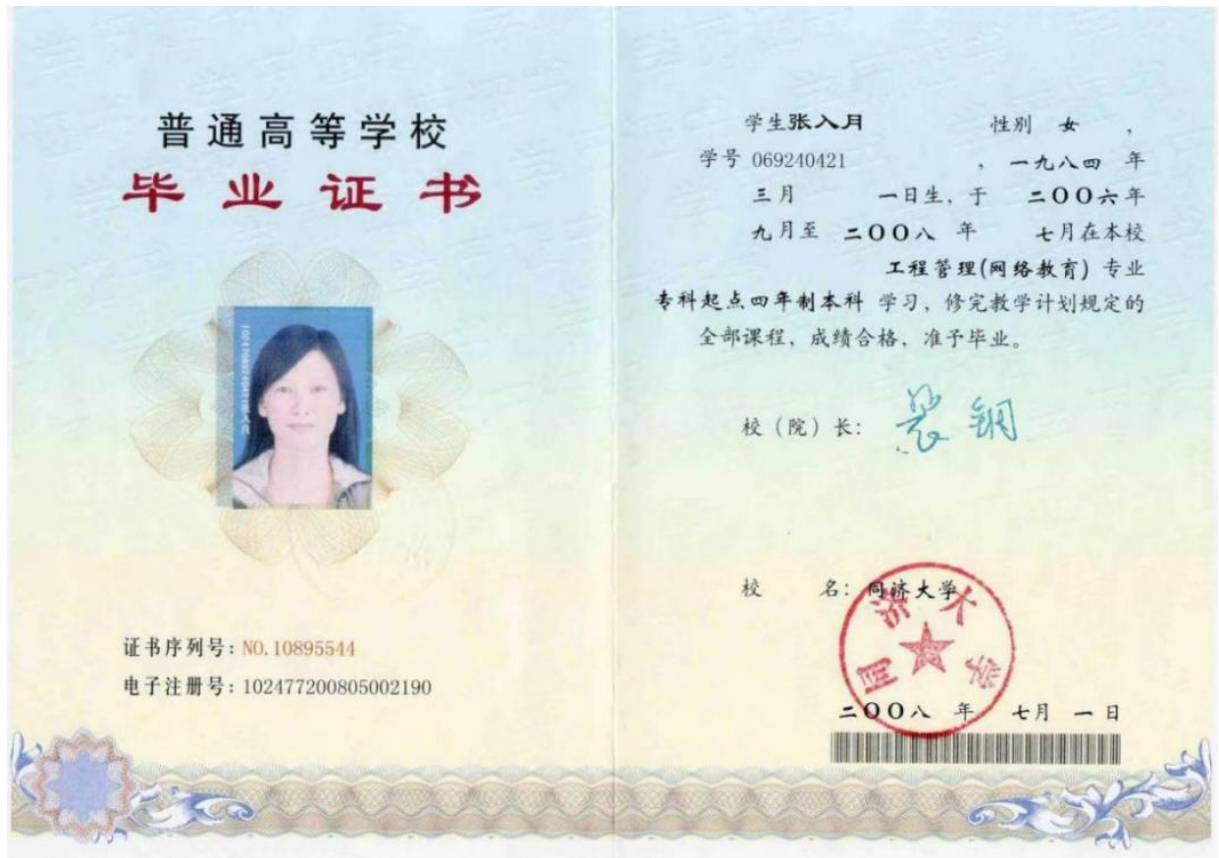 普通高等学校
毕业证书
证书序列号：NO.10895544
电子注册号：102477200805002190
学生张入月 性别 女 ，
学号 069240421 ，一九八四 年
三月 一日生，于 二OO六年
九月至 二OO八 年 七月在本校
工程管理(网络教育) 专业
专科起点四年制本科 学习，修完教学计划规定的
全部课程，成绩合格，准予毕业。
校（院）长： 裴钢
校 名：同济大学
同济大学
二OO八 年 七月 一日